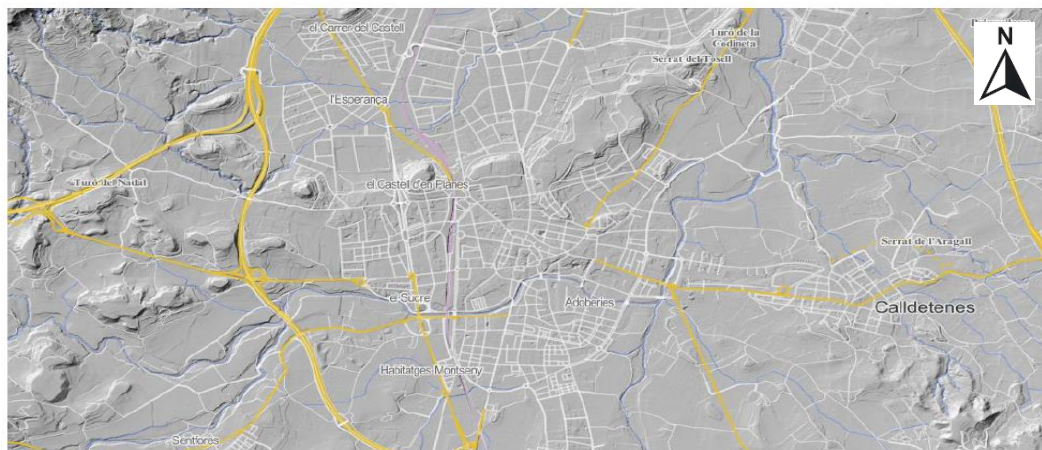 el Carrer del Castell
Turó de la
Codineta
N
Serrat del Tosell
l'Esperança
Turó del Nadal
el Castell d'en Planes
Serrat de l'Aragall
el Sucre
Adoberies
Calldetenes
Habitatges Montseny
Sentfores